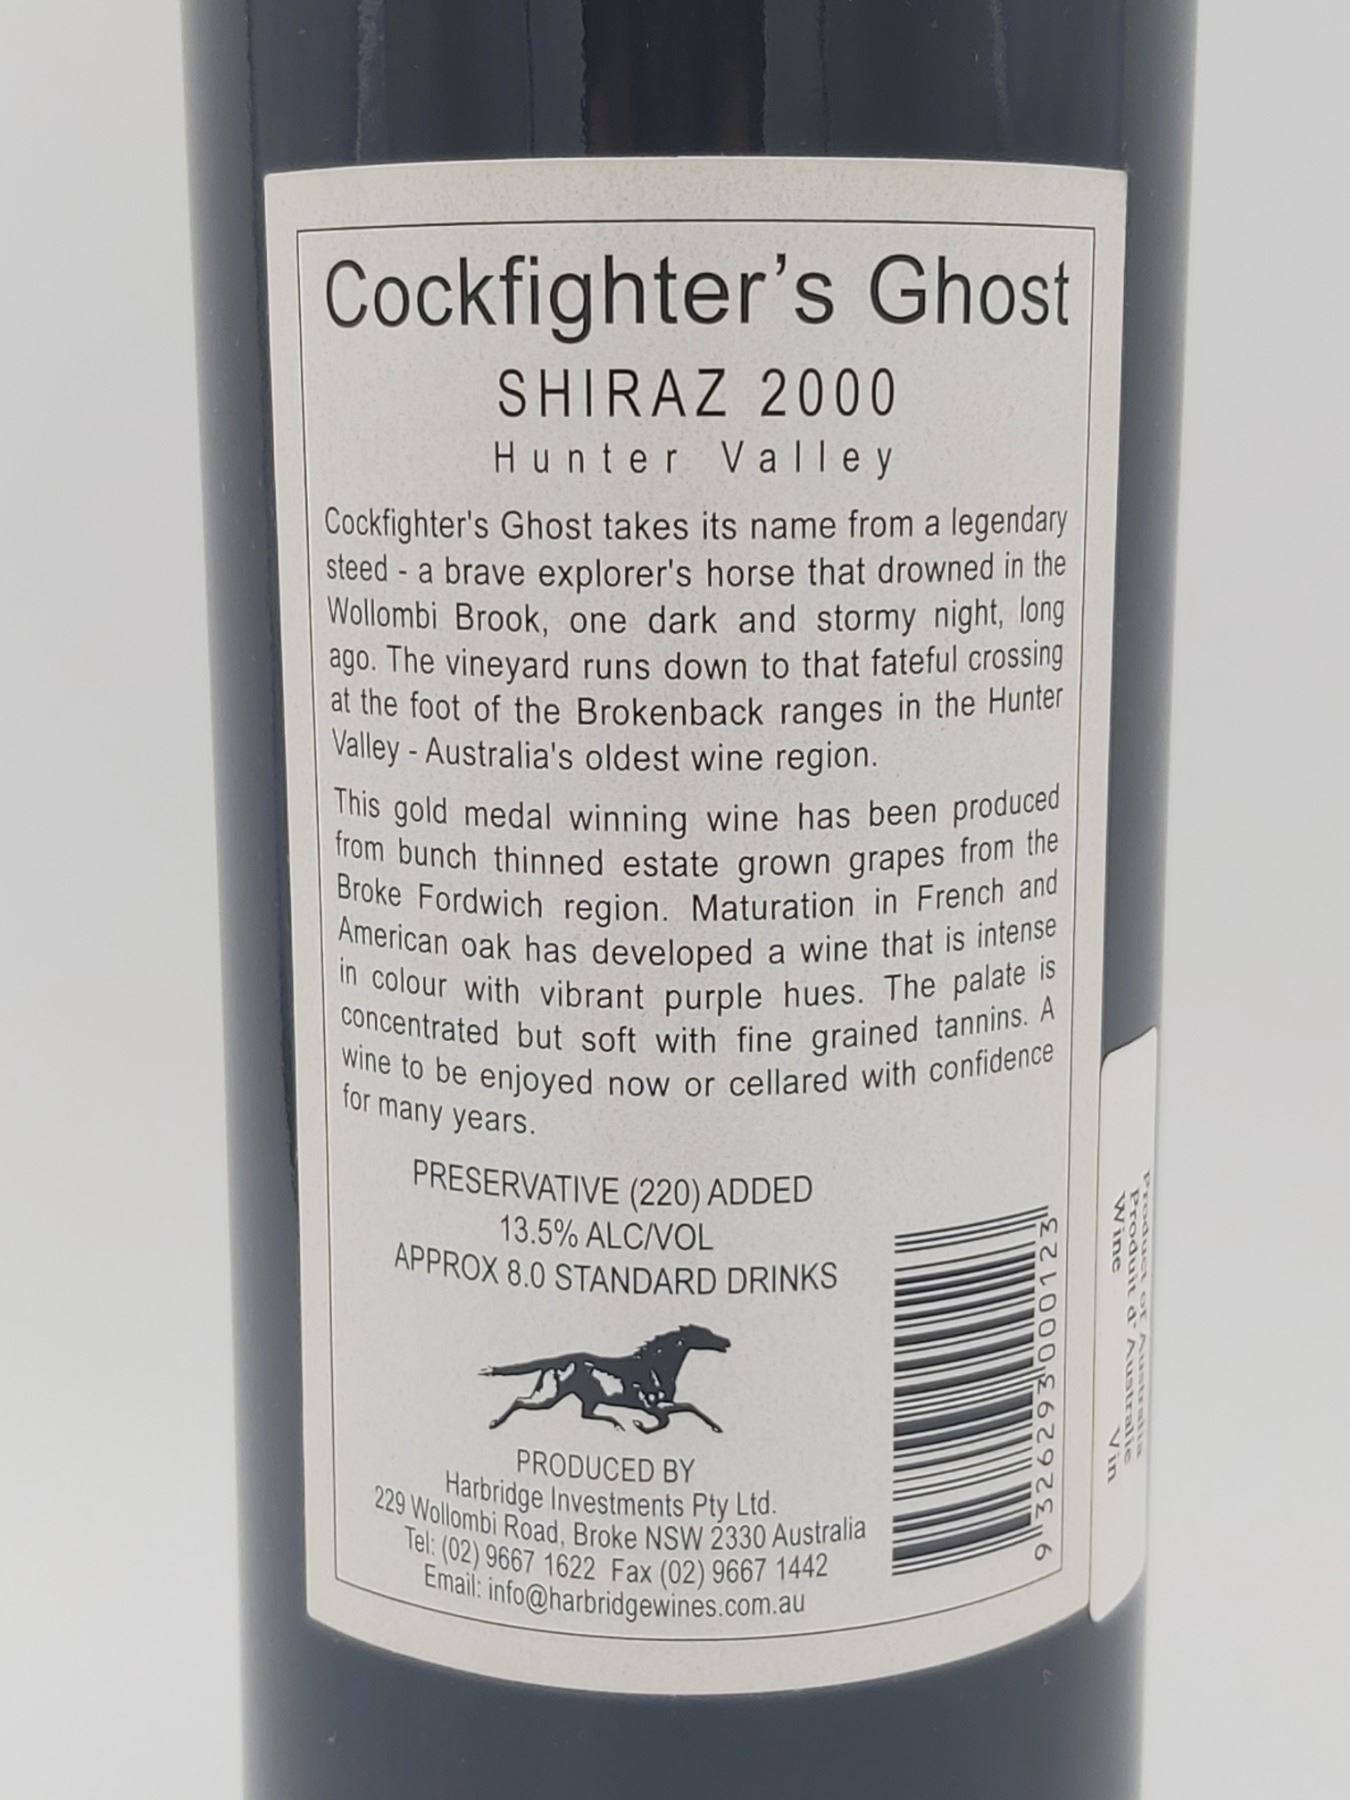 Cockfighter's Ghost
SHIRAZ 2000
Hunter Valley
Cockfighter's Ghost takes its name from a legendary
steed - a brave explorer's horse that drowned in the
Wollombi Brook, one dark and stormy night, long
ago. The vineyard runs down to that fateful crossing
at the foot of the Brokenback ranges in the Hunter
Valley - Australia's oldest wine region.
This gold medal winning wine has been produced
from bunch thinned estate grown grapes from the
Broke Fordwich region. Maturation in French and
American oak has developed a wine that is intense
in colour with vibrant purple hues. The palate is
concentrated but soft with fine grained tannins. A
wine to be enjoyed now or cellared with confidence
for many years.
PRESERVATIVE (220) ADDED
13.5% ALC/VOL
APPROX 8.0 STANDARD DRINKS
PRODUCED BY
Harbridge Investments Pty Ltd.
229 Wollombi Road, Broke NSW 2330 Australia
Tel: (02) 9667 1622 Fax (02) 9667 1442
Email: info@harbridgewines.com.au
9 326293 000123
Product of Australia
Produit d'Australie
Wine Vin